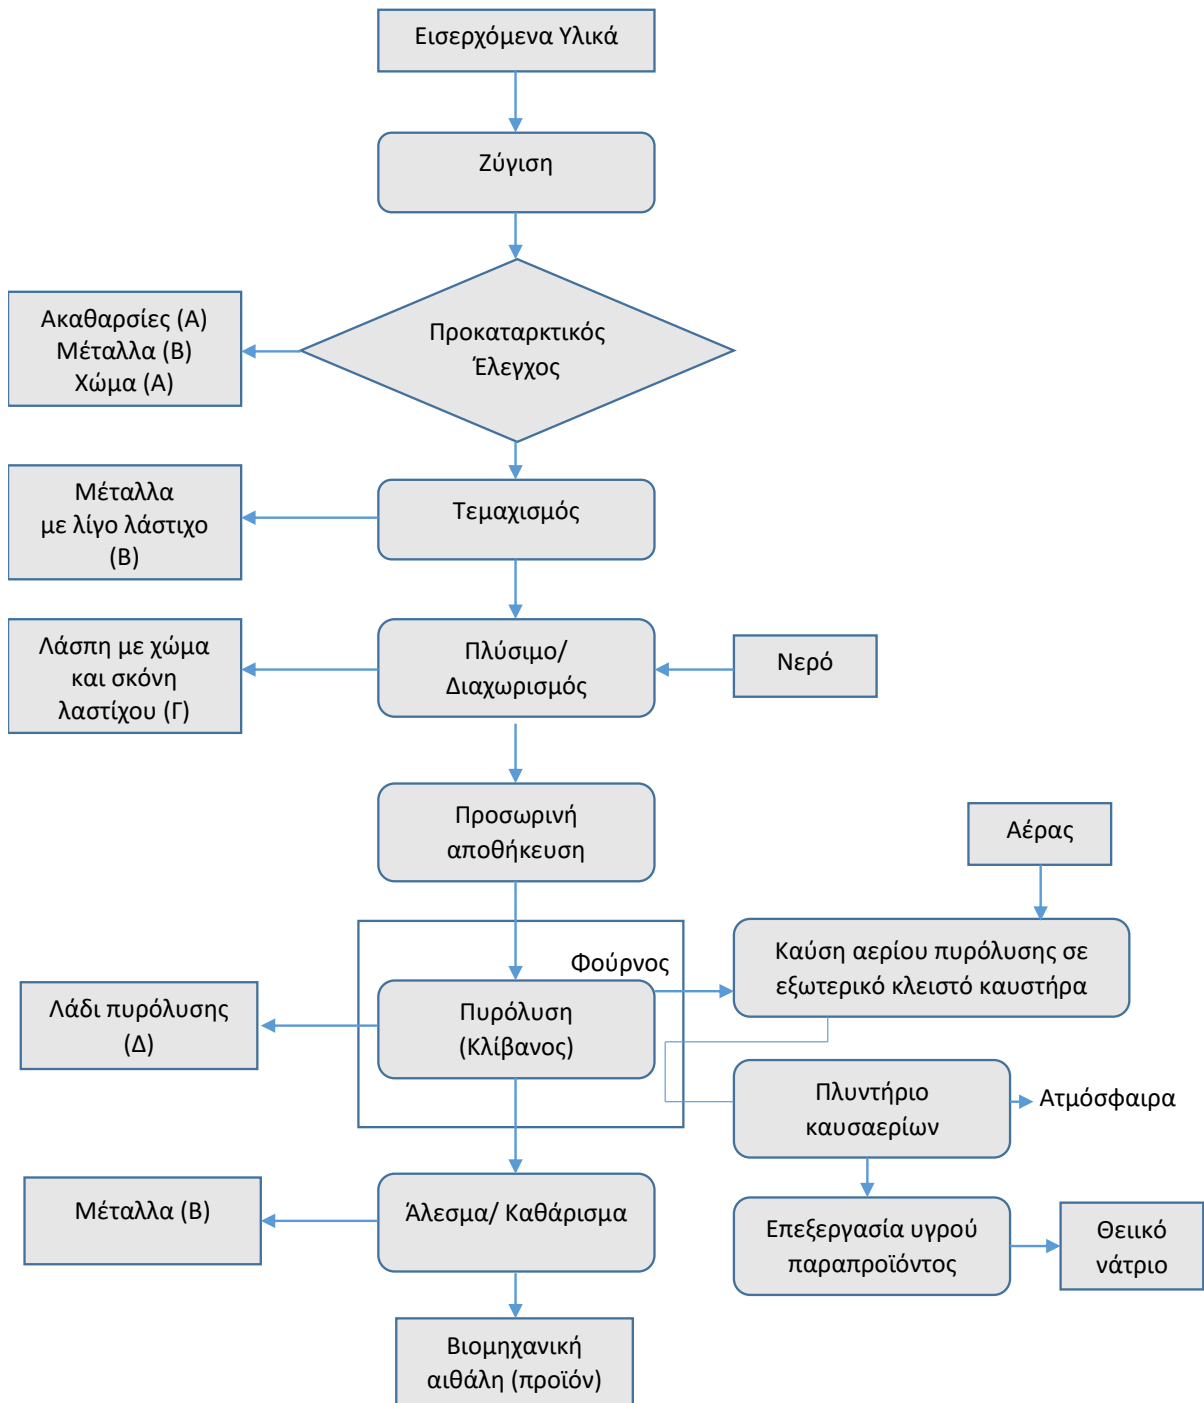 Εισερχόμενα Υλικά
Ζύγιση
Προκαταρκτικός
Έλεγχος
Ακαθαρσίες (Α)
Μέταλλα (Β)
Χώμα (Α)
Τεμαχισμός
Μέταλλα
με λίγο λάστιχο
(Β)
Πλύσιμο/
Διαχωρισμός
Λάσπη με χώμα
και σκόνη
λαστίχου (Γ)
Νερό
Προσωρινή
αποθήκευση
Αέρας
Φούρνος
Πυρόλυση
(Κλίβανος)
Λάδι πυρόλυσης
(Δ)
Καύση αερίου πυρόλυσης σε
εξωτερικό κλειστό καυστήρα
Πλυντήριο
καυσαερίων
Ατμόσφαιρα
Άλεσμα/ Καθάρισμα
Μέταλλα (Β)
Επεξεργασία υγρού
παραπροϊόντος
Θειικό
νάτριο
Βιομηχανική
αιθάλη (προϊόν)